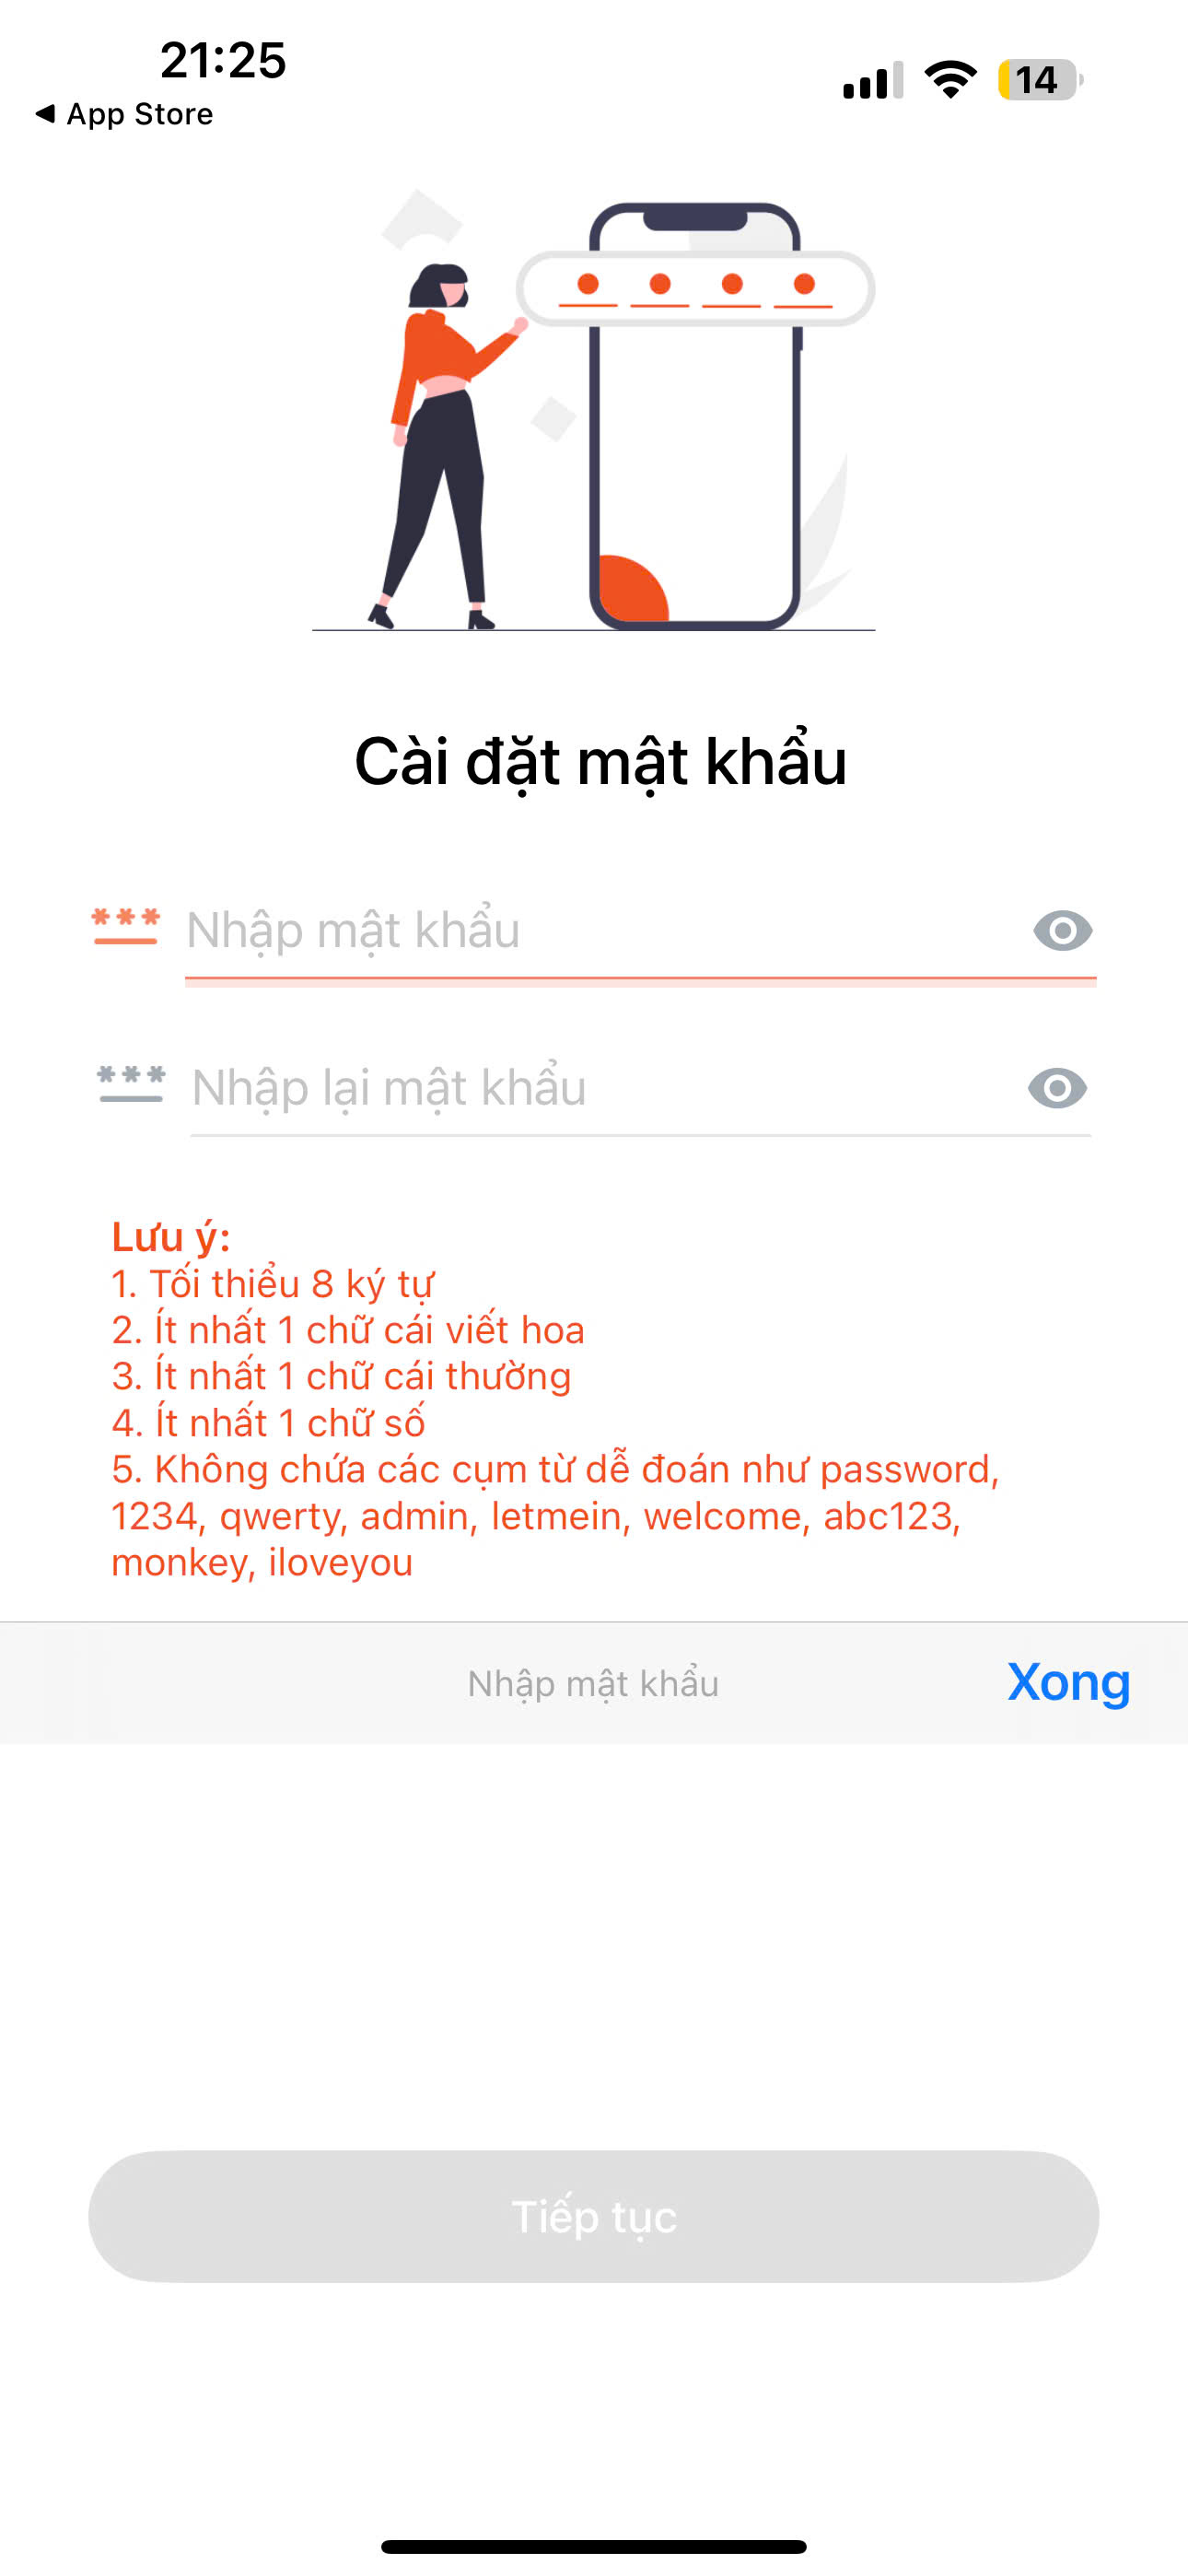 21:25
14
◀ App Store
Cài đặt mật khẩu
Nhập mật khẩu
Nhập lại mật khẩu
Lưu ý:
1. Tối thiểu 8 ký tự
2. Ít nhất 1 chữ cái viết hoa
3. Ít nhất 1 chữ cái thường
4. Ít nhất 1 chữ số
5. Không chứa các cụm từ dễ đoán như password,
1234, qwerty, admin, letmein, welcome, abc123,
monkey, iloveyou
Nhập mật khẩu
Xong
Tiếp tục